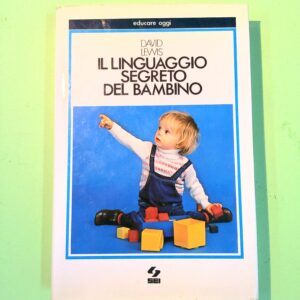 educare oggi
DAVID
LEWIS
IL LINGUAGGIO
SEGRETO
DEL BAMBINO
SEI